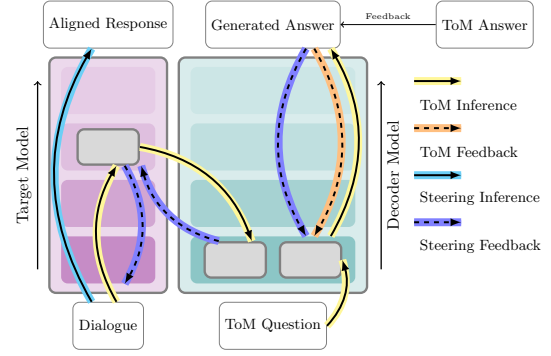 Aligned Response
Generated Answer
Feedback
ToM Answer
Target Model
Decoder Model
ToM Inference
ToM Feedback
Steering Inference
Steering Feedback
Dialogue
ToM Question